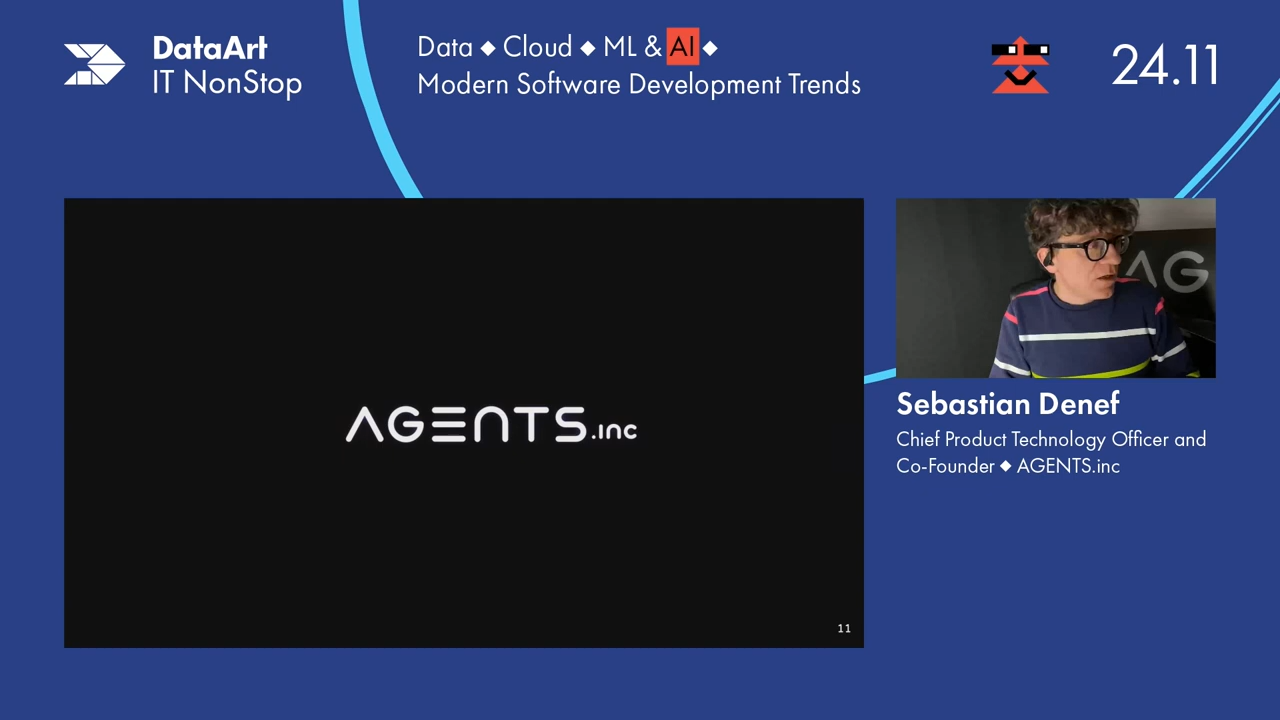 DataArt
IT NonStop
Data ◆ Cloud ◆ ML & AI ◆
Modern Software Development Trends
24.11
AGENTS.inc
11
AG
Sebastian Denef
Chief Product Technology Officer and
Co-Founder ◆ AGENTS.inc